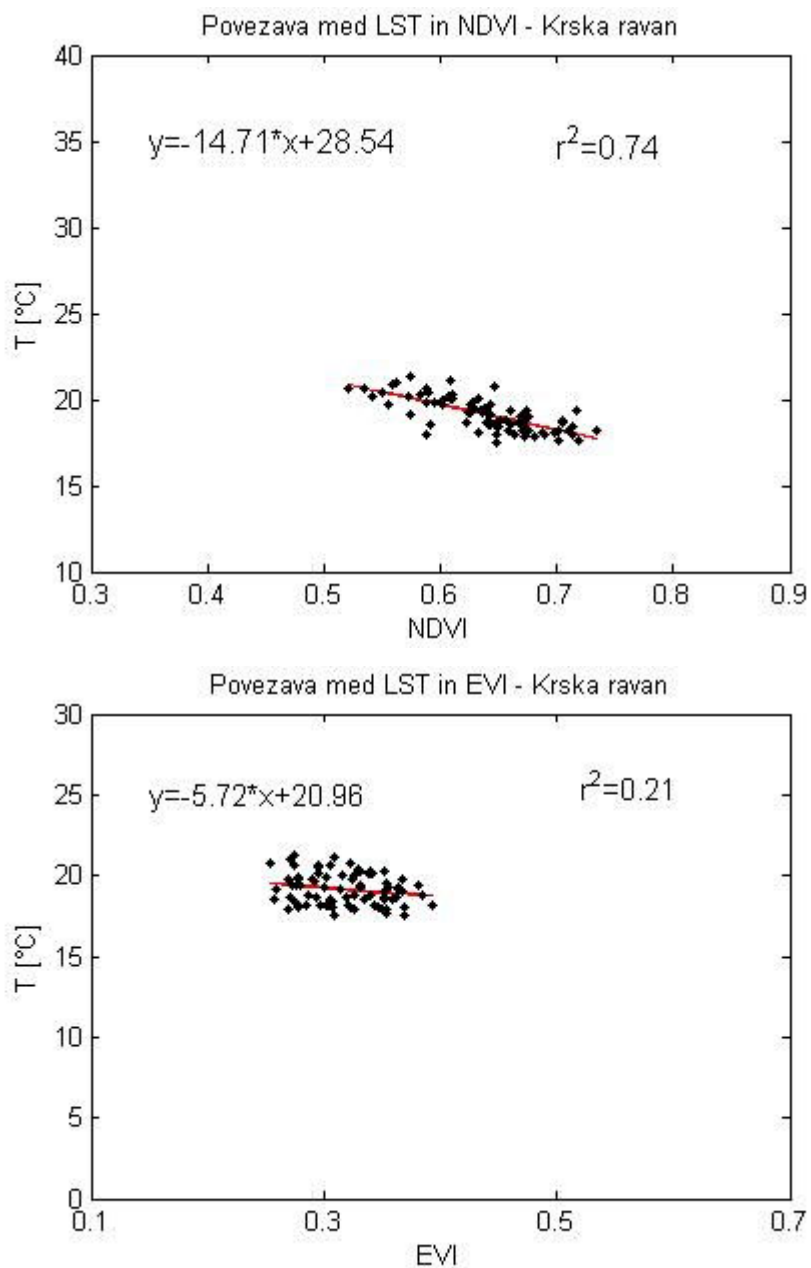 Povezava med LST in NDVI - Krska ravan
40
y=-14.71*x+28.54
r²=0.74
35
30
T [°C]
25
20
15
10
0.3 0.4 0.5 0.6 0.7 0.8 0.9
NDVI
Povezava med LST in EVI - Krska ravan
30
y=-5.72*x+20.96
r²=0.21
25
20
T [°C]
15
10
5
0
0.1 0.3 0.5 0.7
EVI